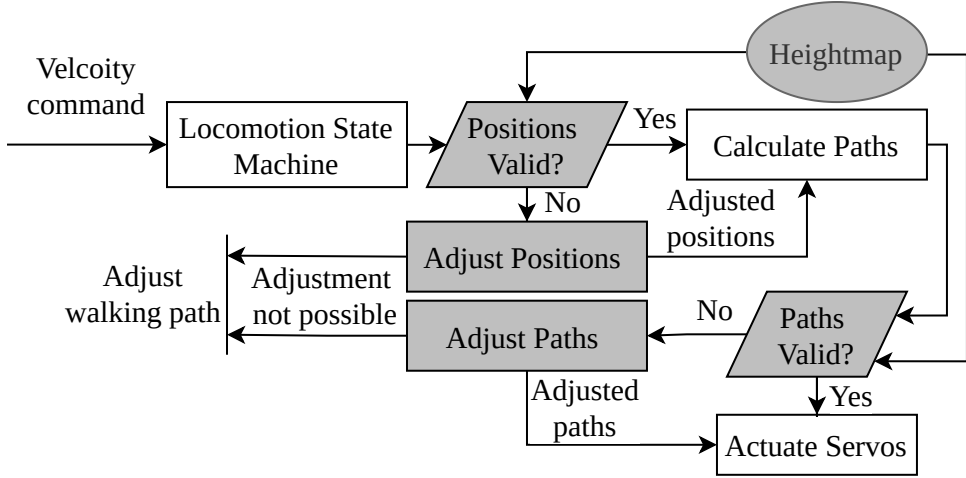 Heightmap
Velcoity
command
Locomotion State
Machine
Positions
Valid?
Yes
Calculate Paths
No
Adjusted
positions
Adjust Positions
Adjust
walking path
Adjustment
not possible
Adjust Paths
No
Paths
Valid?
Adjusted
paths
Yes
Actuate Servos